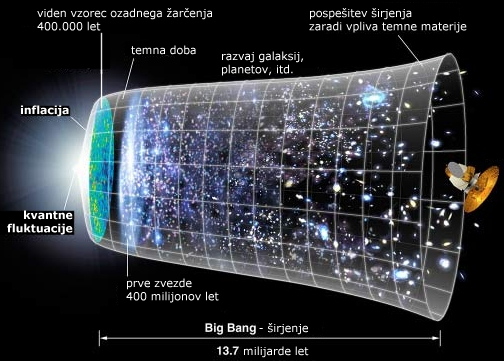 viden vzorec ozadnega žarčenja
400.000 let
temna doba
razvaj galaksij,
planetov, itd.
pospešitev širjenja
zaradi vpliva temne materije
inflacija
kvantne
fluktuacije
prve zvezde
400 milijonov let
Big Bang - širjenje
13.7 milijarde let